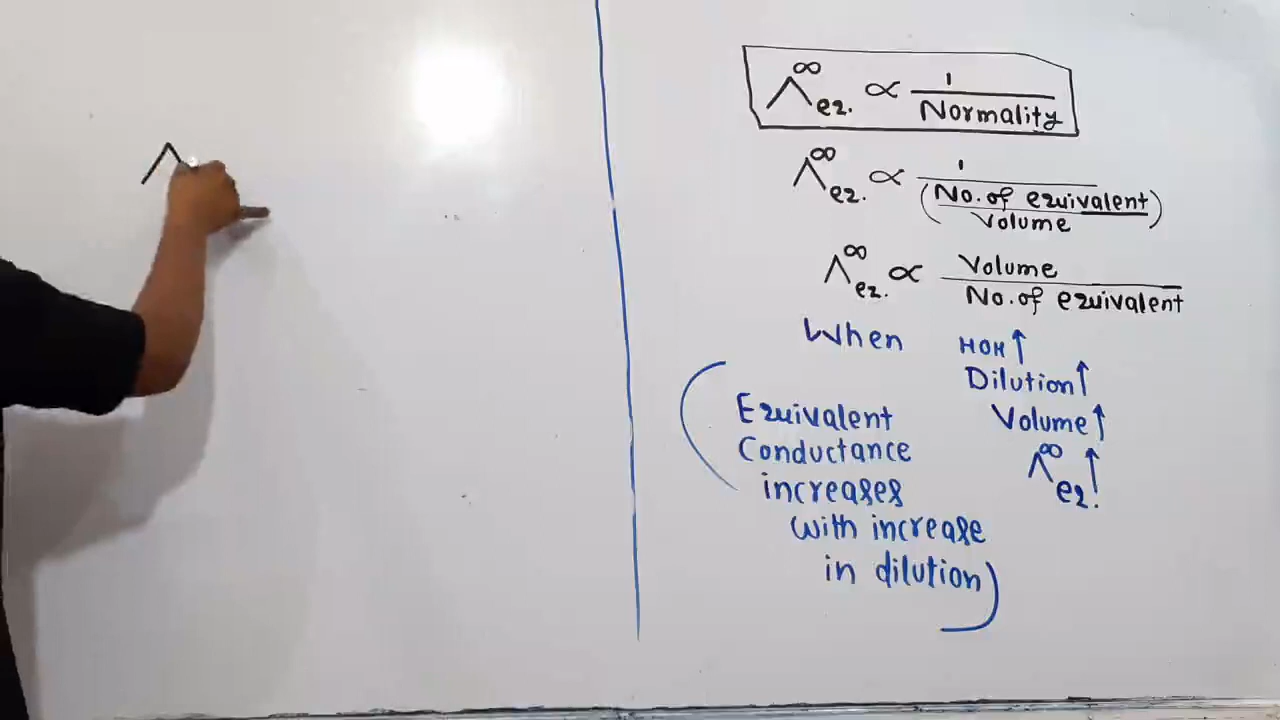 Λ
Λ∞eq. ∝ 1/Normality
Λ∞eq. ∝ 1/(No. of equivalent/Volume)
Λ∞eq. ∝ Volume/No. of equivalent
When HOH↑
Dilution↑
Volume↑
Λ∞eq.↑
(Equivalent
Conductance
increases
with increase
in dilution)